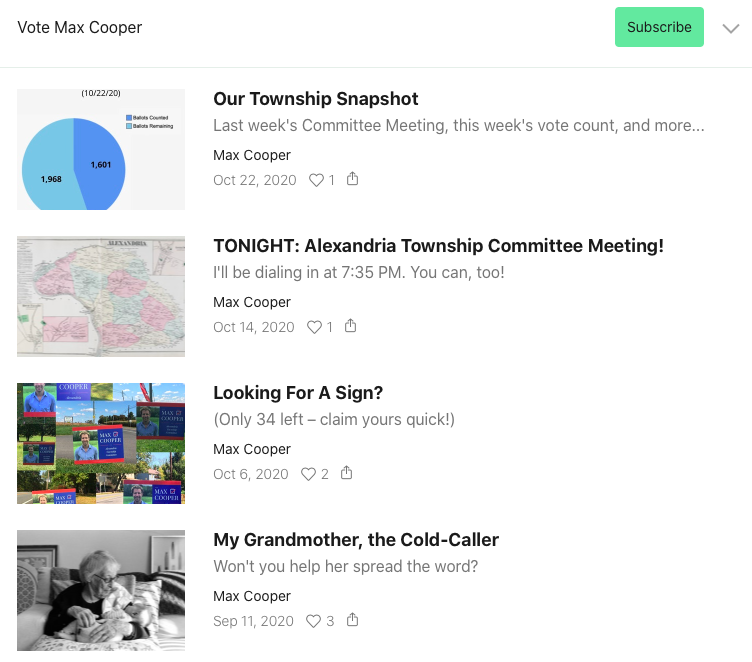 Vote Max Cooper
Subscribe
(10/22/20)
Ballots Counted
Ballots Remaining
1,601
1,968
Our Township Snapshot
Last week's Committee Meeting, this week's vote count, and more...
Max Cooper
Oct 22, 2020 1
ALEXANDRIA
TONIGHT: Alexandria Township Committee Meeting!
I'll be dialing in at 7:35 PM. You can, too!
Max Cooper
Oct 14, 2020 1
COOPER
MAX
COOPER
MAX
COOPER
MAX
COOPER
MAX
COOPER
Looking For A Sign?
(Only 34 left – claim yours quick!)
Max Cooper
Oct 6, 2020 2
My Grandmother, the Cold-Caller
Won't you help her spread the word?
Max Cooper
Sep 11, 2020 3